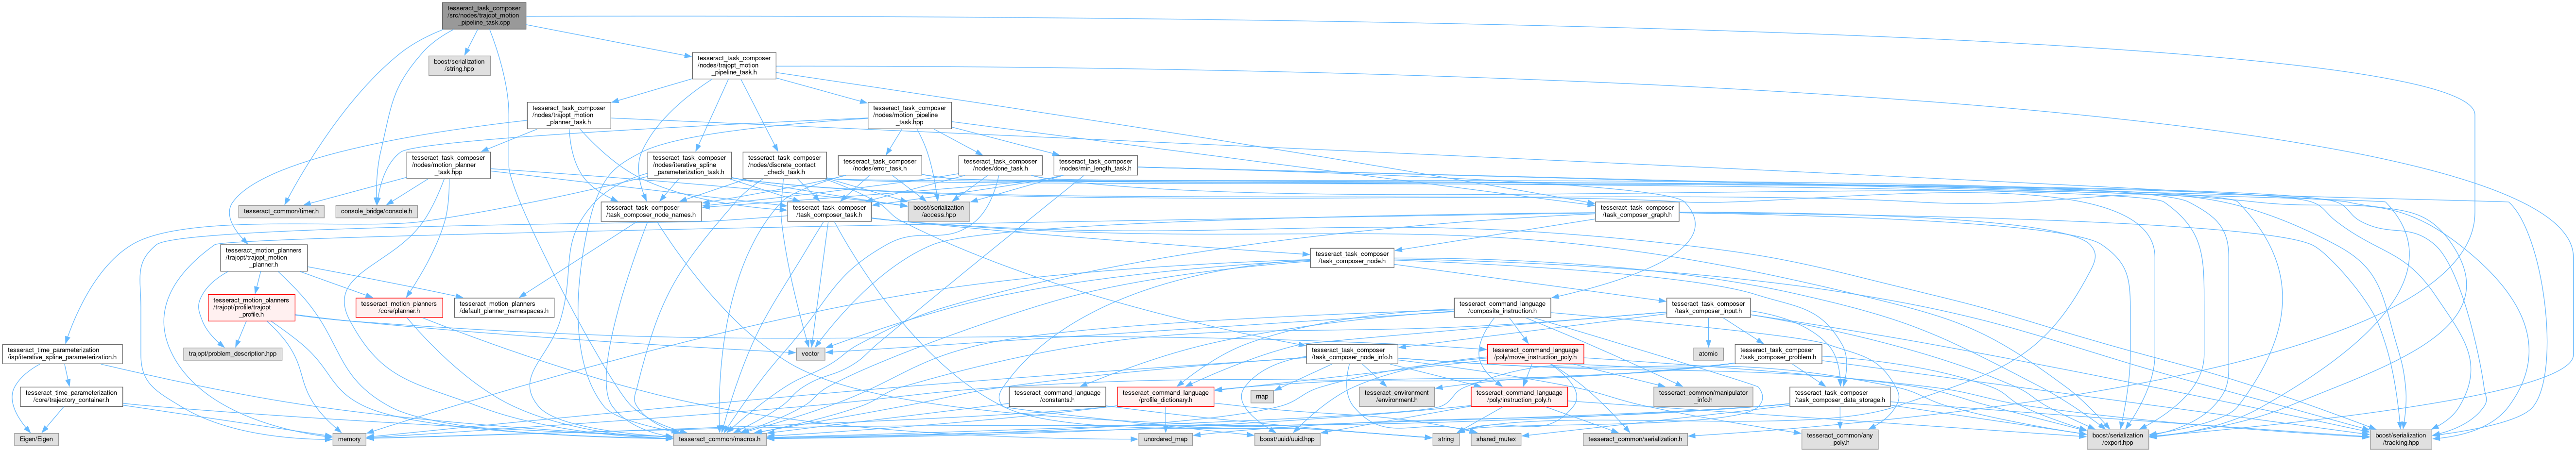 tesseract_task_composer
/src/nodes/trajopt_motion
_pipeline_task.cpp
boost/serialization
/string.hpp
tesseract_task_composer
/nodes/trajopt_motion
_pipeline_task.h
tesseract_task_composer
/nodes/trajopt_motion
_planner_task.h
tesseract_task_composer
/nodes/motion_pipeline
_task.hpp
tesseract_task_composer
/nodes/motion_planner
_task.hpp
tesseract_task_composer
/nodes/iterative_spline
_parameterization_task.h
tesseract_task_composer
/nodes/discrete_contact
_check_task.h
tesseract_task_composer
/nodes/error_task.h
tesseract_task_composer
/nodes/done_task.h
tesseract_task_composer
/nodes/min_length_task.h
tesseract_common/timer.h
console_bridge/console.h
tesseract_task_composer
/task_composer_node_names.h
tesseract_task_composer
/task_composer_task.h
boost/serialization
/access.hpp
tesseract_task_composer
/task_composer_graph.h
tesseract_motion_planners
/trajopt/trajopt_motion
_planner.h
tesseract_task_composer
/task_composer_node.h
tesseract_motion_planners
/trajopt/profile/trajopt
_profile.h
tesseract_motion_planners
/core/planner.h
tesseract_motion_planners
/default_planner_namespaces.h
tesseract_command_language
/composite_instruction.h
tesseract_task_composer
/task_composer_input.h
tesseract_time_parameterization
/isp/iterative_spline_parameterization.h
trajopt/problem_description.hpp
vector
tesseract_task_composer
/task_composer_node_info.h
tesseract_command_language
/poly/move_instruction_poly.h
atomic
tesseract_task_composer
/task_composer_problem.h
tesseract_time_parameterization
/core/trajectory_container.h
tesseract_command_language
/constants.h
tesseract_command_language
/profile_dictionary.h
map
tesseract_environment
/environment.h
tesseract_command_language
/poly/instruction_poly.h
tesseract_common/manipulator
_info.h
tesseract_task_composer
/task_composer_data_storage.h
Eigen/Eigen
memory
tesseract_common/macros.h
unordered_map
boost/uuid/uuid.hpp
string
shared_mutex
tesseract_common/serialization.h
tesseract_common/any
_poly.h
boost/serialization
/export.hpp
boost/serialization
/tracking.hpp